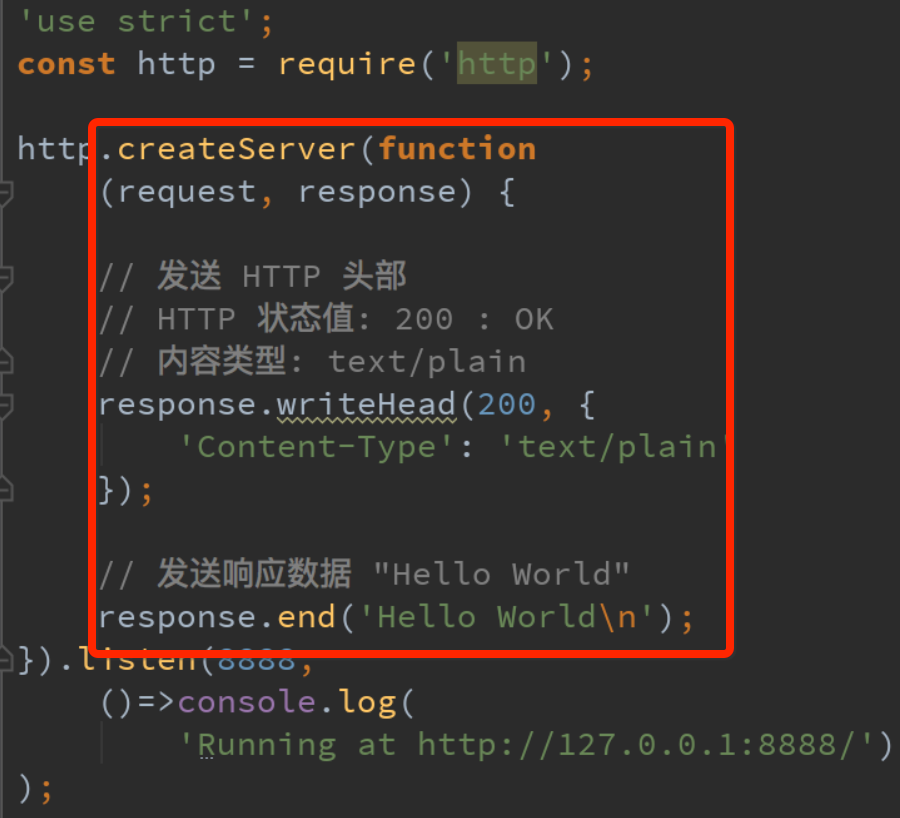 'use strict';
const http = require('http');
http.createServer(function
(request, response) {
// 发送 HTTP 头部
// HTTP 状态值: 200 : OK
// 内容类型: text/plain
response.writeHead(200, {
'Content-Type': 'text/plain'
});
// 发送响应数据 "Hello World"
response.end('Hello World\n');
}).listen(8888,
()=>console.log(
'Running at http://127.0.0.1:8888/')
);